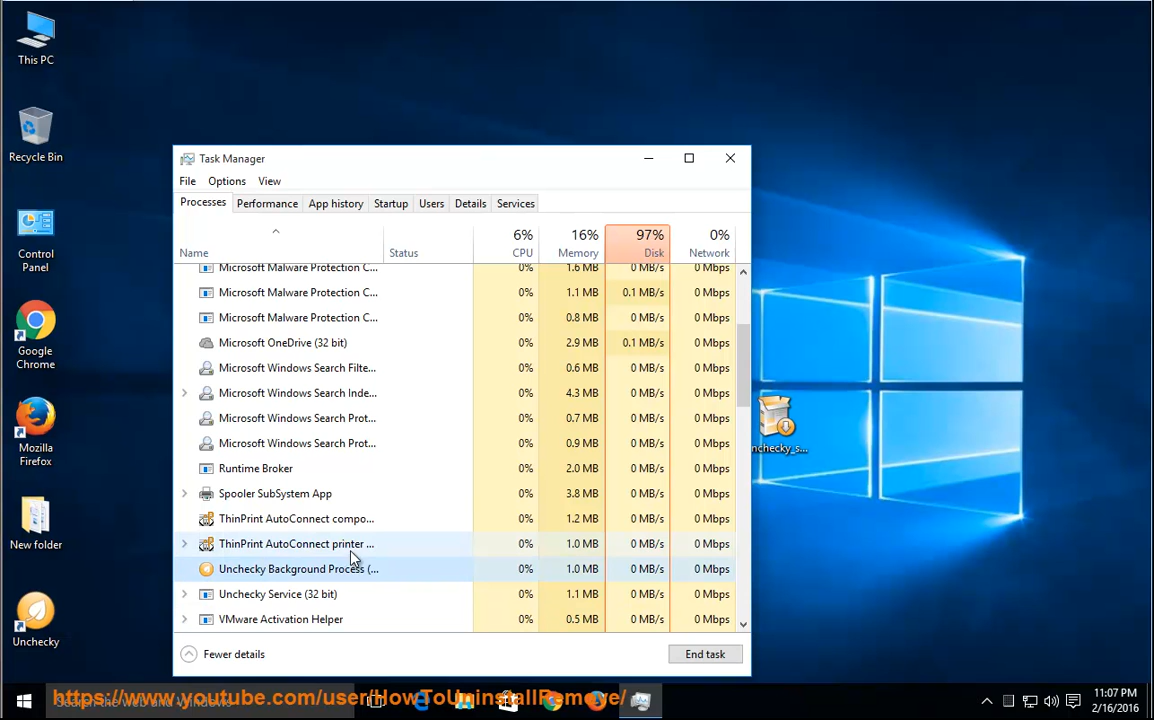 This PC
Recycle Bin
Control
Panel
Google
Chrome
Mozilla
Firefox
New folder
Unchecky
Task Manager
File Options View
Processes Performance App history Startup Users Details Services
6% 16% 97% 0%
Name Status CPU Memory Disk Network
Microsoft Malware Protection C... 0% 1.6 MB 0 MB/s 0 Mbps
Microsoft Malware Protection C... 0% 1.1 MB 0.1 MB/s 0 Mbps
Microsoft Malware Protection C... 0% 0.8 MB 0 MB/s 0 Mbps
Microsoft OneDrive (32 bit) 0% 2.9 MB 0.1 MB/s 0 Mbps
Microsoft Windows Search Filte... 0% 0.6 MB 0 MB/s 0 Mbps
Microsoft Windows Search Inde... 0% 4.3 MB 0 MB/s 0 Mbps
Microsoft Windows Search Prot... 0% 0.7 MB 0 MB/s 0 Mbps
Microsoft Windows Search Prot... 0% 0.9 MB 0 MB/s 0 Mbps
Runtime Broker 0% 2.0 MB 0 MB/s 0 Mbps
Spooler SubSystem App 0% 3.8 MB 0 MB/s 0 Mbps
ThinPrint AutoConnect compo... 0% 1.2 MB 0 MB/s 0 Mbps
ThinPrint AutoConnect printer ... 0% 1.0 MB 0 MB/s 0 Mbps
Unchecky Background Process (... 0% 1.0 MB 0 MB/s 0 Mbps
Unchecky Service (32 bit) 0% 1.1 MB 0 MB/s 0 Mbps
VMware Activation Helper 0% 0.5 MB 0 MB/s 0 Mbps
Fewer details End task
nchecky_s...
Search the web and Windows
https://www.youtube.com/user/HowToUninstallRemove/
11:07 PM
2/16/2016